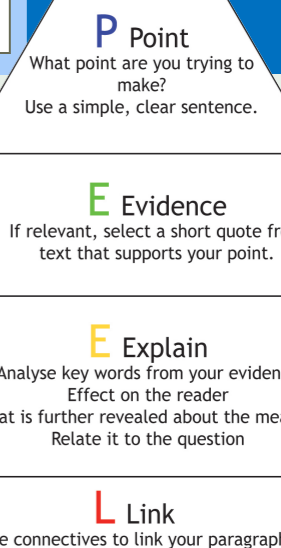 P Point
What point are you trying to
make?
Use a simple, clear sentence.
E Evidence
If relevant, select a short quote
text that supports your point.
E Explain
Analyse key words from your
Effect on the reader
is further revealed about the
Relate it to the question
L Link
connectives to link your